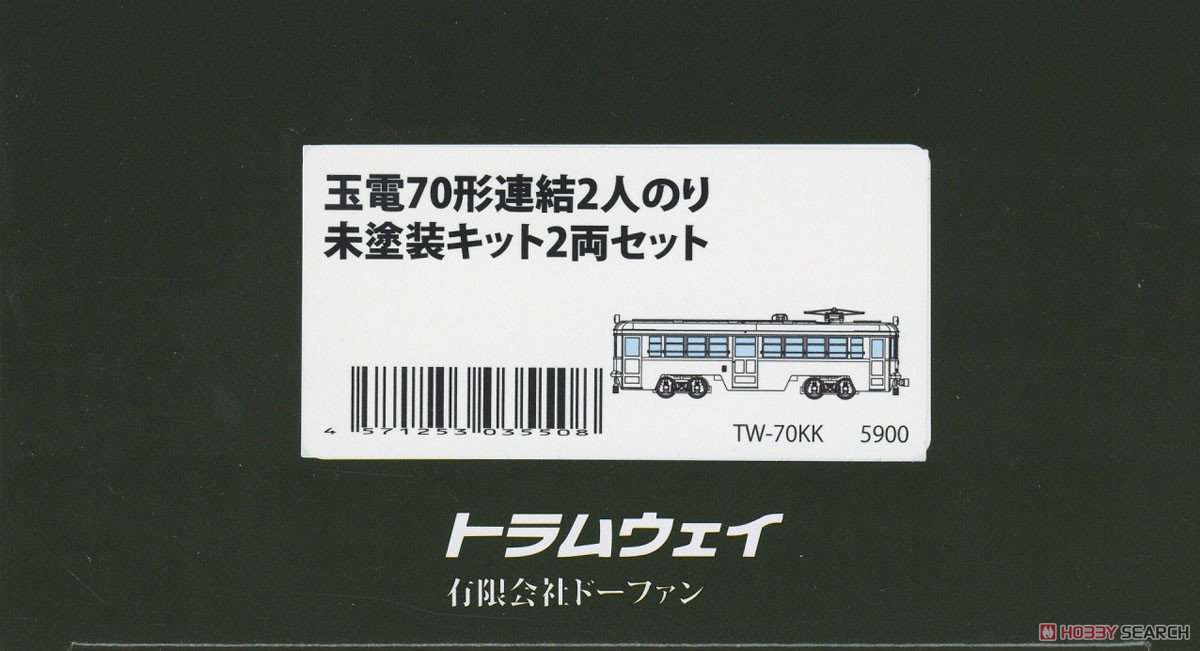 玉電70形連結2人のり
未塗装キット2両セット
4 571253 035508
TW-70KK 5900
トラムウェイ
有限会社ドーファン
HOBBY SEARCH